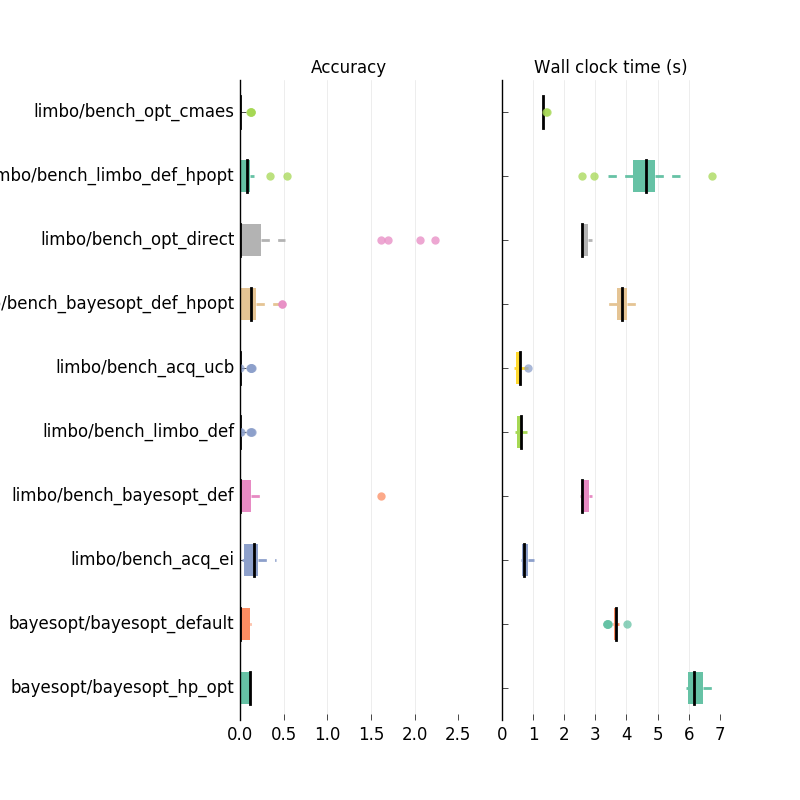 Accuracy
Wall clock time (s)
limbo/bench_opt_cmaes
mbo/bench_limbo_def_hpopt
limbo/bench_opt_direct
/bench_bayesopt_def_hpopt
limbo/bench_acq_ucb
limbo/bench_limbo_def
limbo/bench_bayesopt_def
limbo/bench_acq_ei
bayesopt/bayesopt_default
bayesopt/bayesopt_hp_opt
0.0 0.5 1.0 1.5 2.0 2.5
0 1 2 3 4 5 6 7